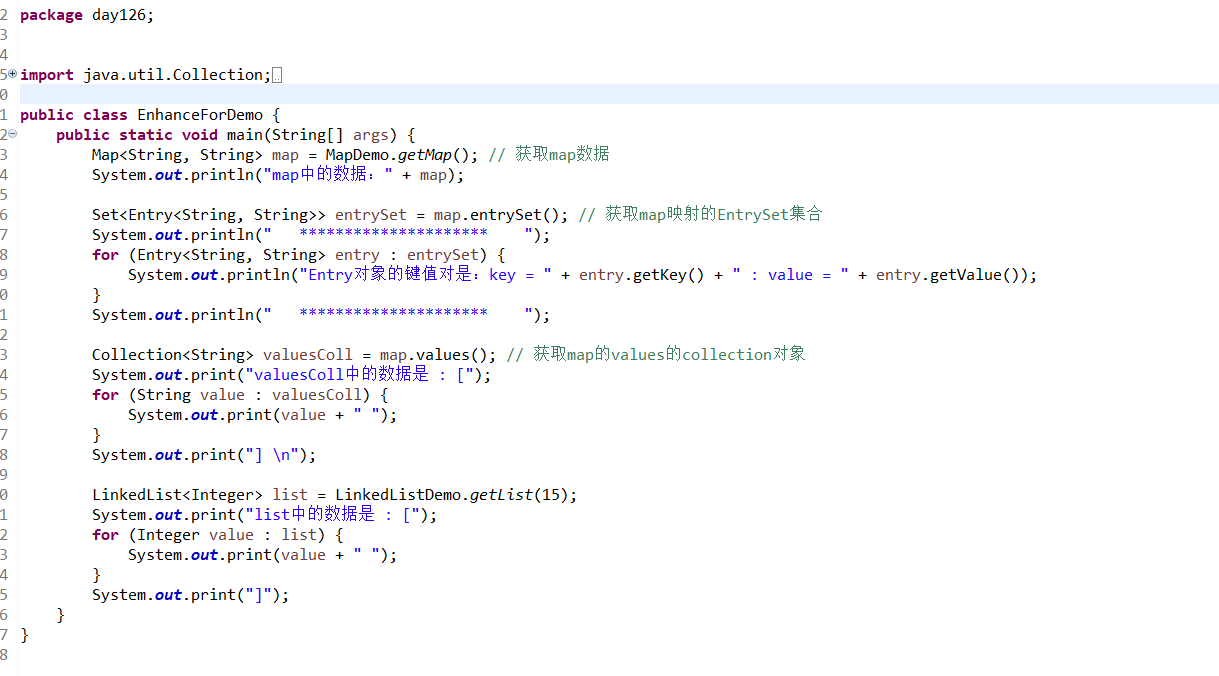 2 package day126;
3
4
5 import java.util.Collection;
0
1 public class EnhanceForDemo {
2     public static void main(String[] args) {
3         Map<String, String> map = MapDemo.getMap(); // 获取map数据
4         System.out.println("map中的数据：" + map);
5
6         Set<Entry<String, String>> entrySet = map.entrySet(); // 获取map映射的EntrySet集合
7         System.out.println("   *********************    ");
8         for (Entry<String, String> entry : entrySet) {
9             System.out.println("Entry对象的键值对是：key = " + entry.getKey() + " : value = " + entry.getValue());
0         }
1         System.out.println("   *********************    ");
2
3         Collection<String> valuesColl = map.values(); // 获取map的values的collection对象
4         System.out.print("valuesColl中的数据是 : [");
5         for (String value : valuesColl) {
6             System.out.print(value + " ");
7         }
8         System.out.print("] \n");
9
0         LinkedList<Integer> list = LinkedListDemo.getList(15);
1         System.out.print("list中的数据是 : [");
2         for (Integer value : list) {
3             System.out.print(value + " ");
4         }
5         System.out.print("]");
6     }
7 }
8